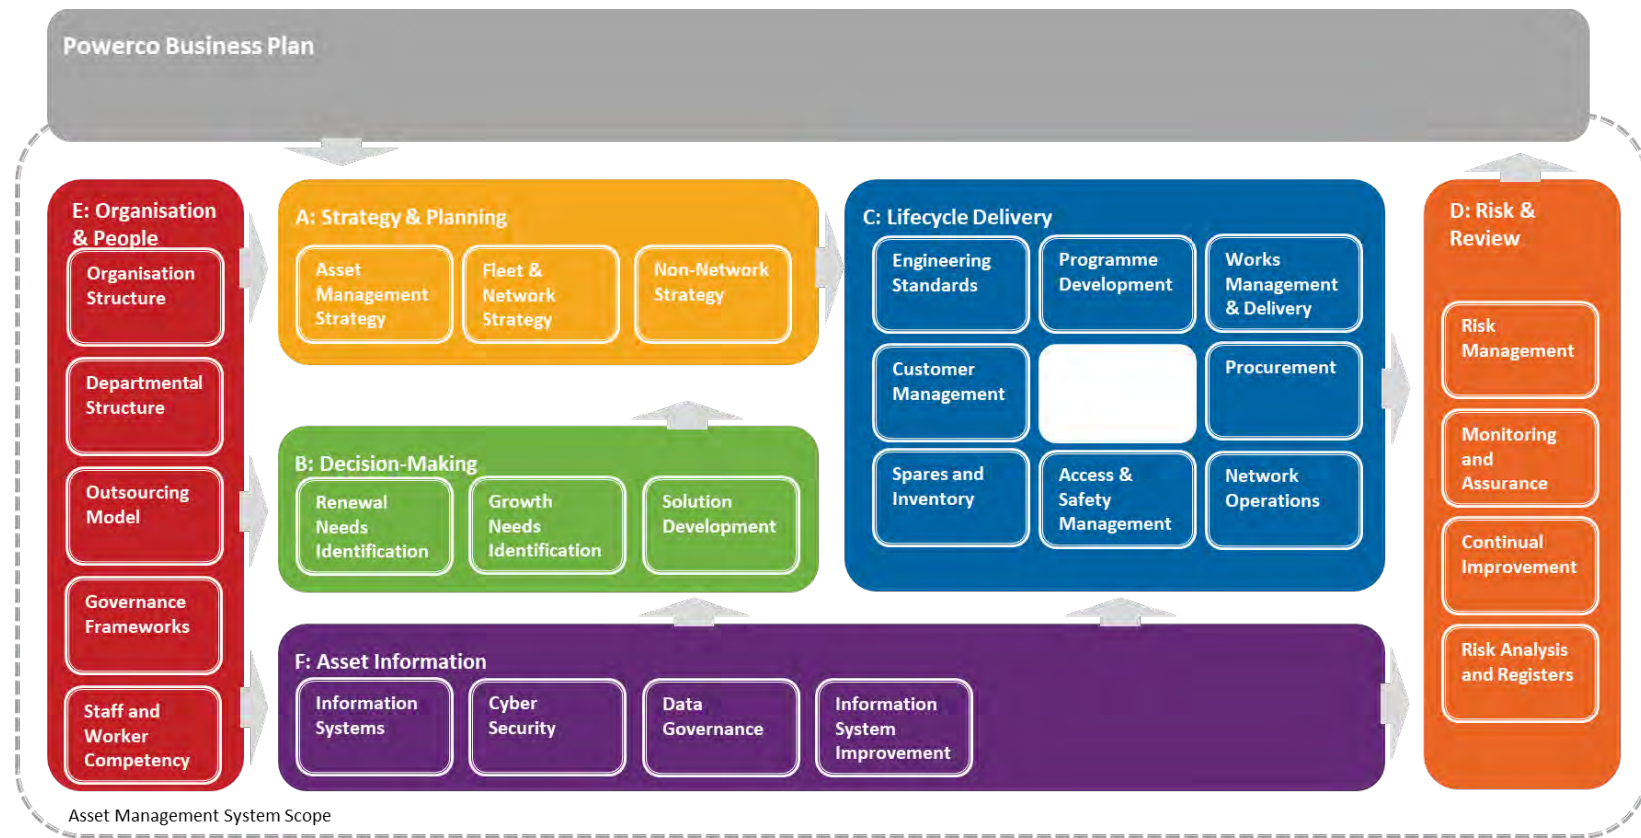 Powerco Business Plan
E: Organisation
& People
Organisation
Structure
Departmental
Structure
Outsourcing
Model
Governance
Frameworks
Staff and
Worker
Competency
A: Strategy & Planning
Asset
Management
Strategy
Fleet &
Network
Strategy
Non-Network
Strategy
B: Decision-Making
Renewal
Needs
Identification
Growth
Needs
Identification
Solution
Development
C: Lifecycle Delivery
Engineering
Standards
Programme
Development
Works
Management
& Delivery
Customer
Management
Procurement
Spares and
Inventory
Access &
Safety
Management
Network
Operations
F: Asset Information
Information
Systems
Cyber
Security
Data
Governance
Information
System
Improvement
D: Risk &
Review
Risk
Management
Monitoring
and
Assurance
Continual
Improvement
Risk Analysis
and Registers
Asset Management System Scope